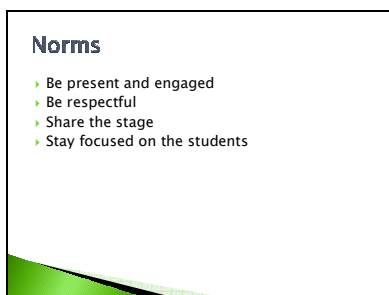 Norms
Be present and engaged
Be respectful
Share the stage
Stay focused on the students